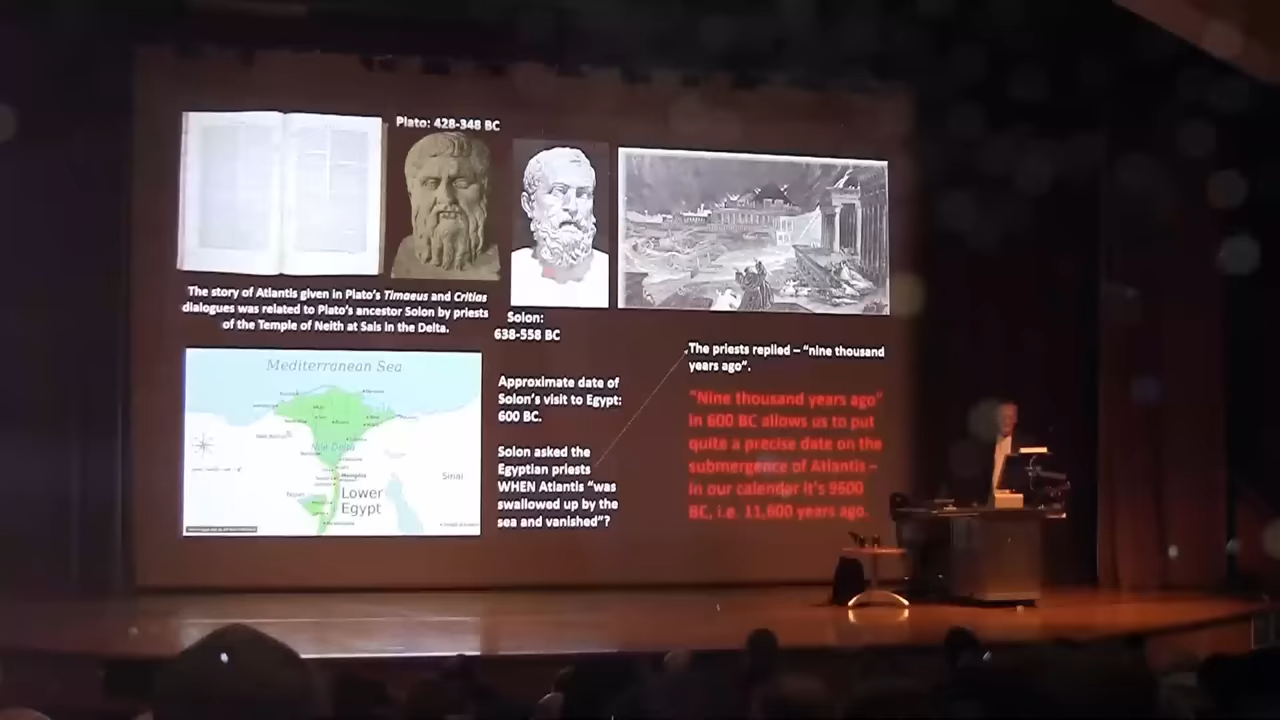 Plato: 428-348 BC
The story of Atlantis given in Plato's Timaeus and Critias
dialogues was related to Plato's ancestor Solon by priests
of the Temple of Neith at Sais in the Delta.
Solon:
638-558 BC
Mediterranean Sea
Nile Delta
Memphis
Sinai
Lower
Egypt
Approximate date of
Solon's visit to Egypt:
600 BC.
Solon asked the
Egyptian priests
WHEN Atlantis "was
swallowed up by the
sea and vanished"?
The priests replied – "nine thousand
years ago".
"Nine thousand years ago"
in 600 BC allows us to put
quite a precise date on the
submergence of Atlantis –
in our calendar it's 9600
BC, i.e. 11,600 years ago.